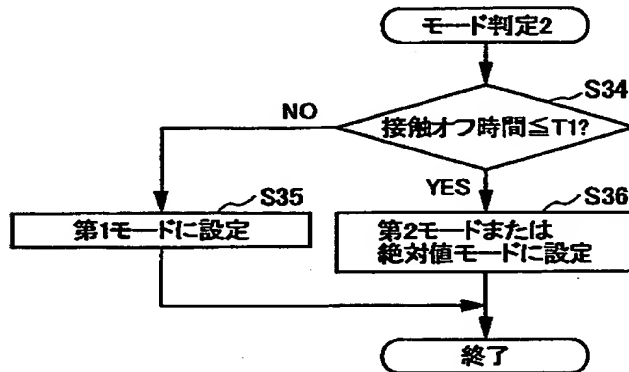 モード判定2
S34
接触オフ時間≦T1?
NO
YES
S35
第1モードに設定
S36
第2モードまたは
絶対値モードに設定
終了